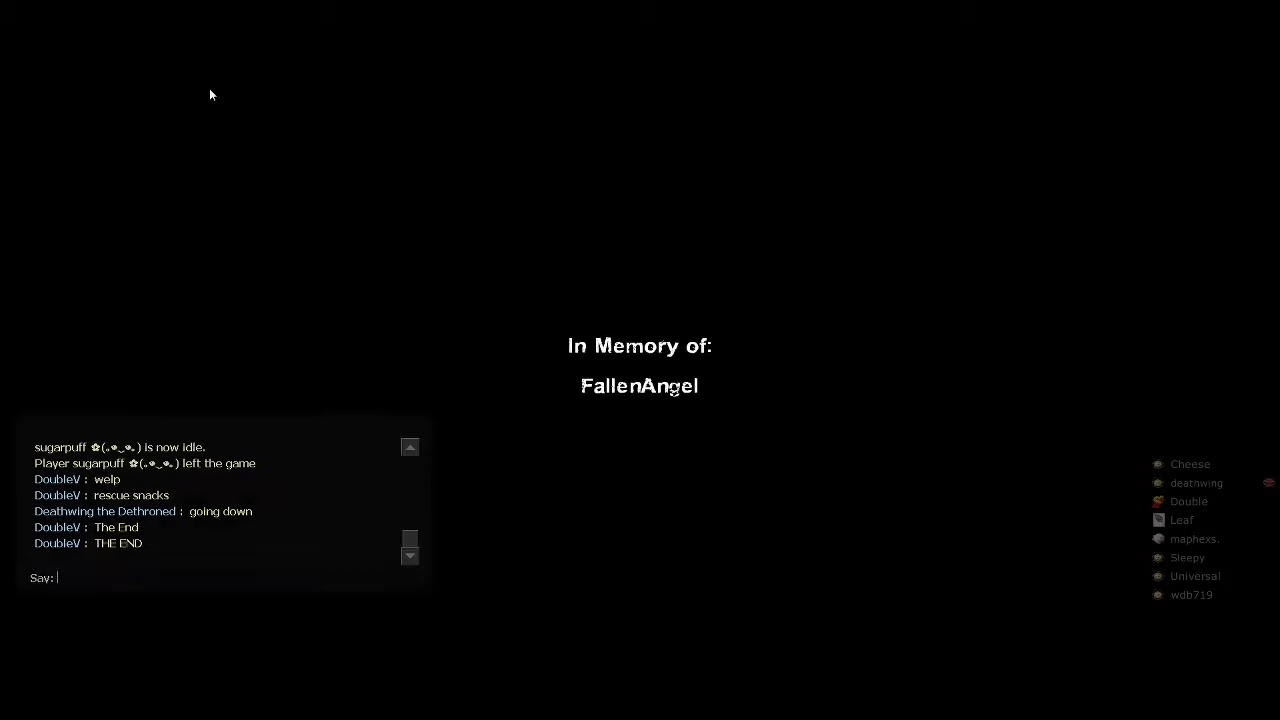 In Memory of:
FallenAngel
sugarpuff ✿(｡◕‿◕｡) is now idle.
Player sugarpuff ✿(｡◕‿◕｡) left the game
DoubleV : welp
DoubleV : rescue snacks
Deathwing the Dethroned : going down
DoubleV : The End
DoubleV : THE END
Say:
Cheese
deathwing
Double
Leaf
maphexs.
Sleepy
Universal
wdb719